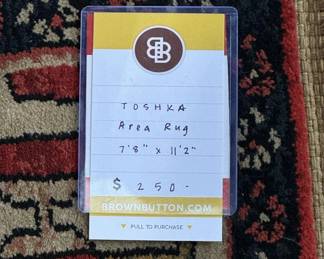 BB
TOSHKA
Area Rug
7'8" x 11'2"
$ 250-
BROWNBUTTON.COM
PULL TO PURCHASE